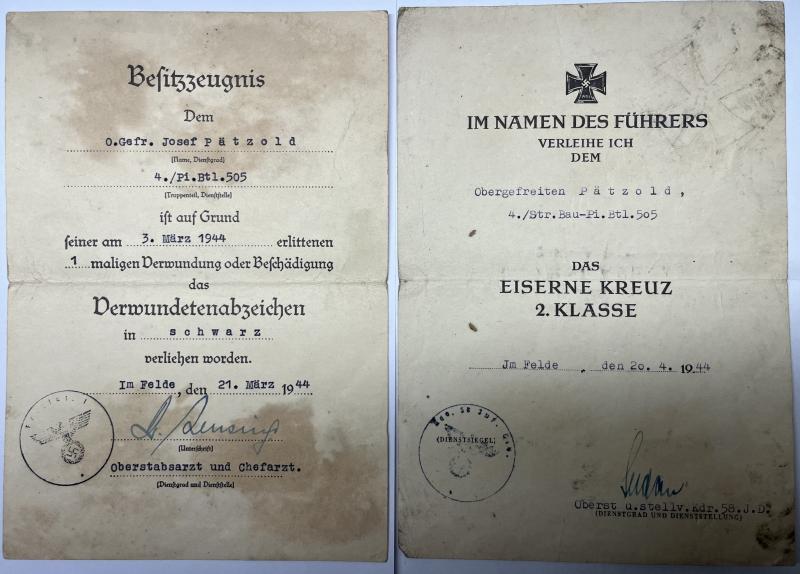 Besitzzeugnis
Dem
O.Gefr. Josef Pätzold
(Name, Dienstgrad)
4./Pi.Btl.505
(Truppenteil, Dienststelle)
ist auf Grund
seiner am 3. März 1944 erlittenen
1 maligen Verwundung oder Beschädigung
das
Verwundetenabzeichen
in schwarz
verliehen worden.
Im Felde, den 21. März 1944
(Unterschrift)
Oberstabsarzt und Chefarzt.
(Dienstgrad und Dienststelle)
IM NAMEN DES FÜHRERS
VERLEIHE ICH
DEM
Obergefreiten Pätzold,
4./Str.Bau-Pi.Btl.505
DAS
EISERNE KREUZ
2. KLASSE
Jm Felde, den 20. 4. 1944
(DIENSTSIEGEL)
Oberst u.stellv.Kdr.58.J.D.
(DIENSTGRAD UND DIENSTSTELLUNG)